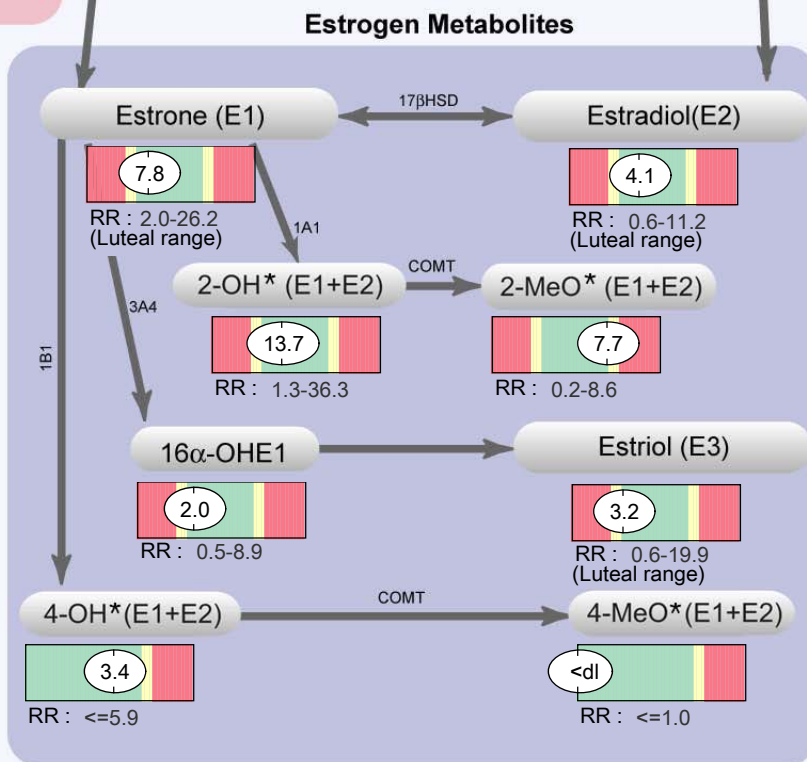 Estrogen Metabolites
Estrone (E1)
17βHSD
Estradiol(E2)
7.8
RR : 2.0-26.2
(Luteal range)
4.1
RR : 0.6-11.2
(Luteal range)
1A1
2-OH* (E1+E2)
COMT
2-MeO* (E1+E2)
3A4
13.7
RR : 1.3-36.3
7.7
RR : 0.2-8.6
1B1
16α-OHE1
Estriol (E3)
2.0
RR : 0.5-8.9
3.2
RR : 0.6-19.9
(Luteal range)
4-OH*(E1+E2)
COMT
4-MeO*(E1+E2)
3.4
RR : <=5.9
<dl
RR : <=1.0